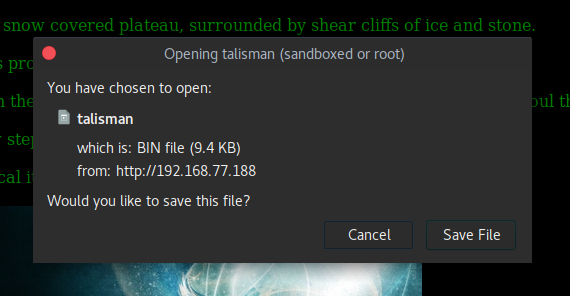 snow covered plateau, surrounded by shear cliffs of ice and stone.
Opening talisman (sandboxed or root)
You have chosen to open:
talisman
which is: BIN file (9.4 KB)
from: http://192.168.77.188
Would you like to save this file?
Cancel Save File